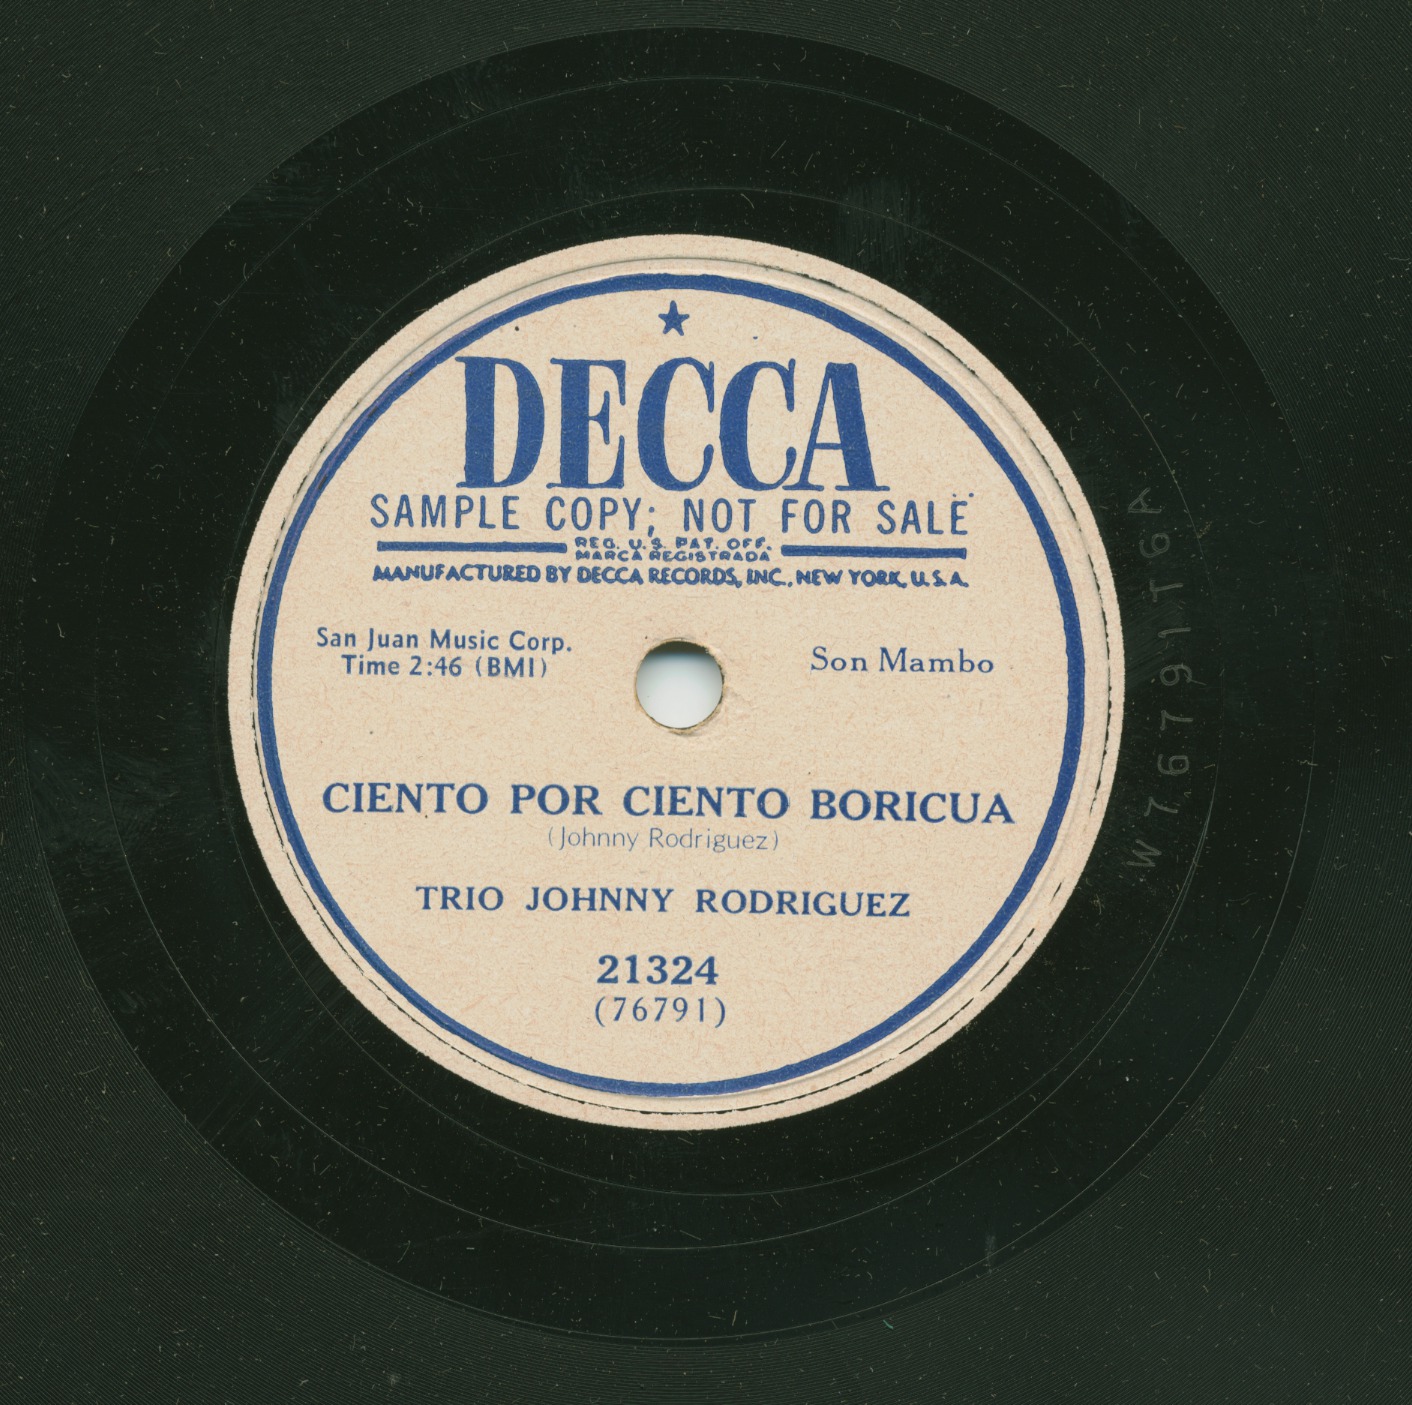 DECCA
SAMPLE COPY; NOT FOR SALE
REG. U.S. PAT. OFF.
MARCA REGISTRADA
MANUFACTURED BY DECCA RECORDS, INC., NEW YORK, U.S.A.
San Juan Music Corp.
Time 2:46 (BMI)
Son Mambo
CIENTO POR CIENTO BORICUA
(Johnny Rodriguez)
TRIO JOHNNY RODRIGUEZ
21324
(76791)
W 76791T6A